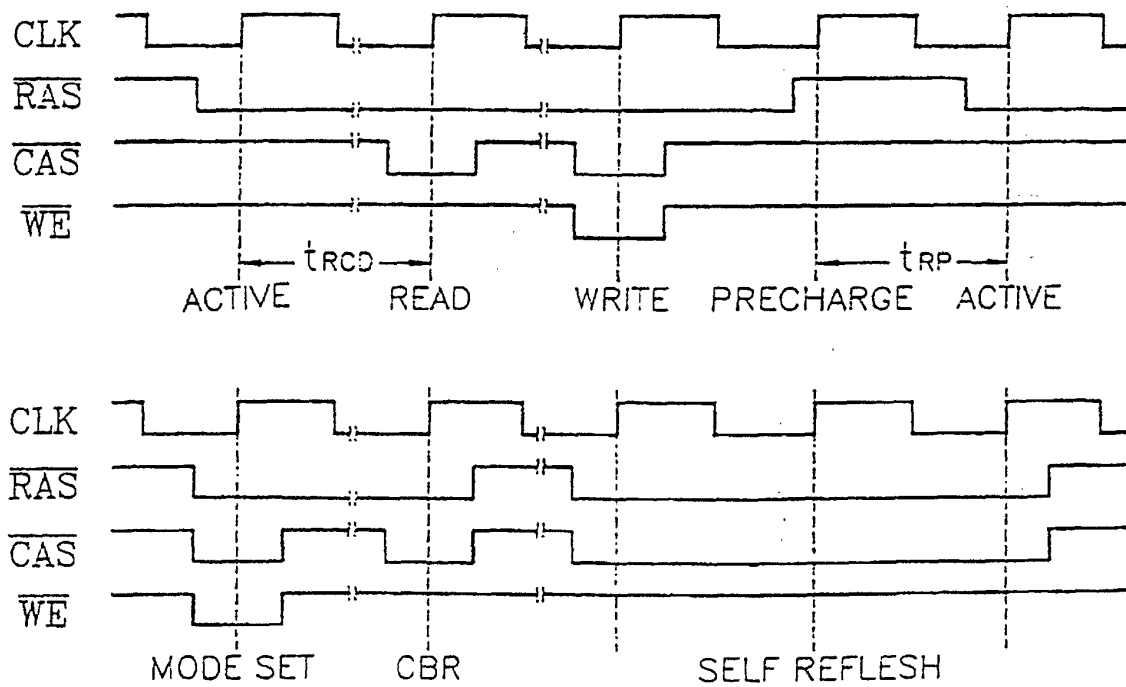 CLK
RAS
CAS
WE
tRCD
tRP
ACTIVE
READ
WRITE
PRECHARGE
ACTIVE
CLK
RAS
CAS
WE
MODE SET
CBR
SELF REFLESH